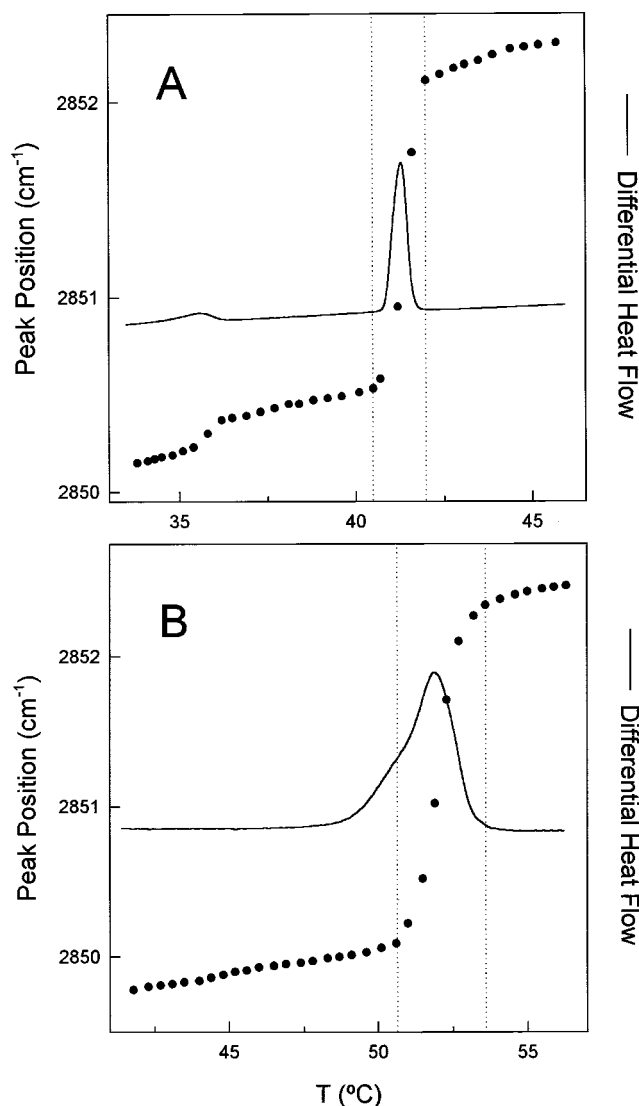 A
2852
2851
2850
Peak Position (cm⁻¹)
Differential Heat Flow
35
40
45
B
2852
2851
2850
Peak Position (cm⁻¹)
Differential Heat Flow
45
50
55
T (ºC)